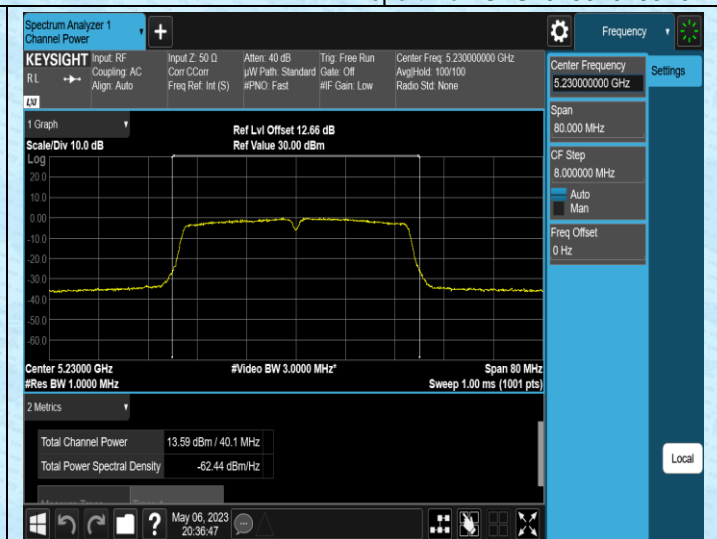 Spectrum Analyzer 1
Channel Power
+
Frequency
KEYSIGHT
RL
LXI
Input: RF
Coupling: AC
Align: Auto
Input Z: 50 Ω
Corr CCorr
Freq Ref: Int (S)
Atten: 40 dB
µW Path: Standard
#PNO: Fast
Trig: Free Run
Gate: Off
#IF Gain: Low
Center Freq: 5.230000000 GHz
Avg|Hold: 100/100
Radio Std: None
Center Frequency
5.230000000 GHz
Settings
Span
80.000 MHz
CF Step
8.000000 MHz
Auto
Man
Freq Offset
0 Hz
1 Graph
Scale/Div 10.0 dB
Ref Lvl Offset 12.66 dB
Ref Value 30.00 dBm
Log
20.0
10.0
0.00
-10.0
-20.0
-30.0
-40.0
-50.0
-60.0
Center 5.23000 GHz
#Video BW 3.0000 MHz*
Span 80 MHz
#Res BW 1.0000 MHz
Sweep 1.00 ms (1001 pts)
2 Metrics
Total Channel Power 13.59 dBm / 40.1 MHz
Total Power Spectral Density -62.44 dBm/Hz
Local
?
May 06, 2023
20:36:47